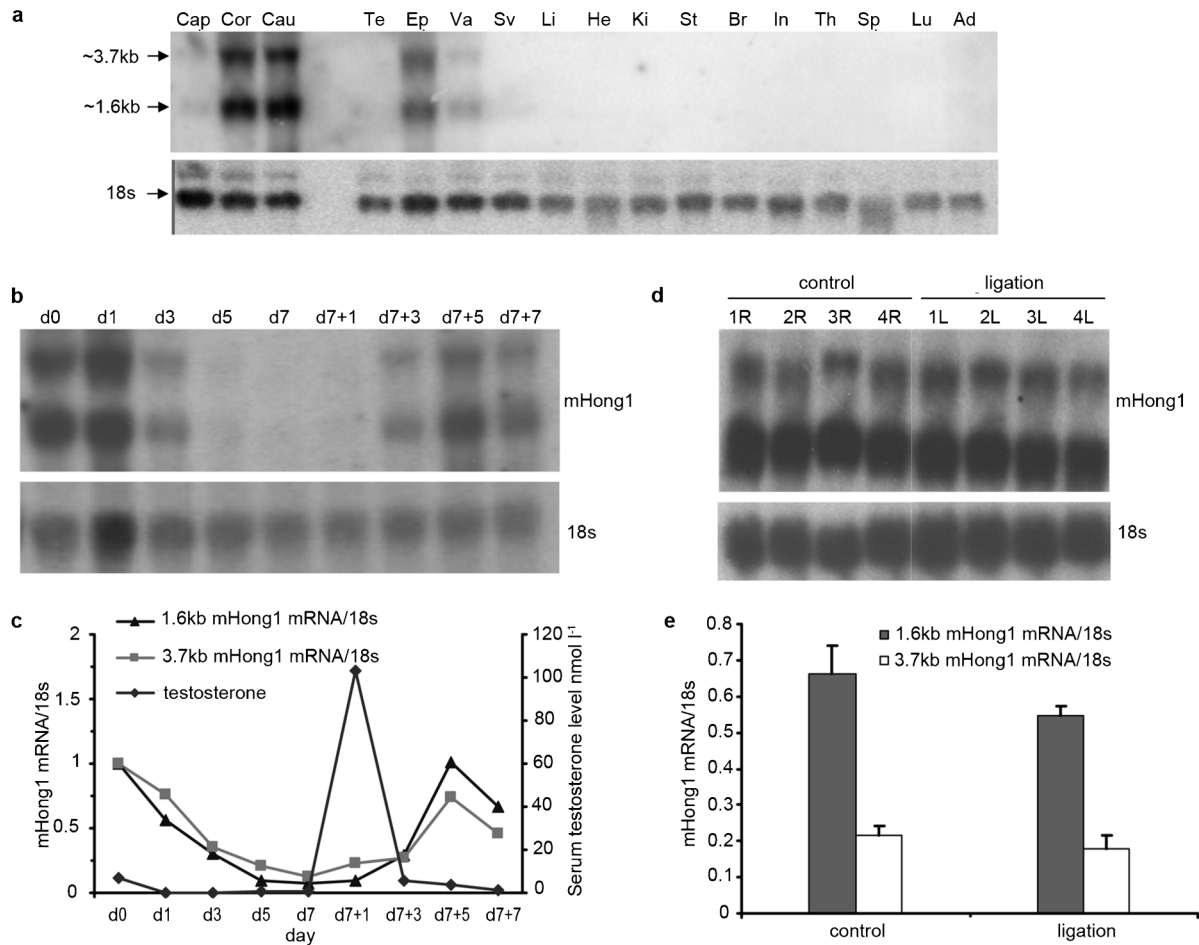 a
Cap Cor Cau Te Ep Va Sv Li He Ki St Br In Th Sp Lu Ad
~3.7kb
~1.6kb
18s
b
d0 d1 d3 d5 d7 d7+1 d7+3 d7+5 d7+7
mHong1
18s
d
control ligation
1R 2R 3R 4R 1L 2L 3L 4L
mHong1
18s
c
1.6kb mHong1 mRNA/18s
3.7kb mHong1 mRNA/18s
testosterone
mHong1 mRNA/18s
2
1.5
1
0.5
0
Serum testosterone level nmol l-1
120
100
80
60
40
20
0
d0 d1 d3 d5 d7 d7+1 d7+3 d7+5 d7+7
day
e
1.6kb mHong1 mRNA/18s
3.7kb mHong1 mRNA/18s
mHong1 mRNA/18s
0.8
0.7
0.6
0.5
0.4
0.3
0.2
0.1
0
control ligation